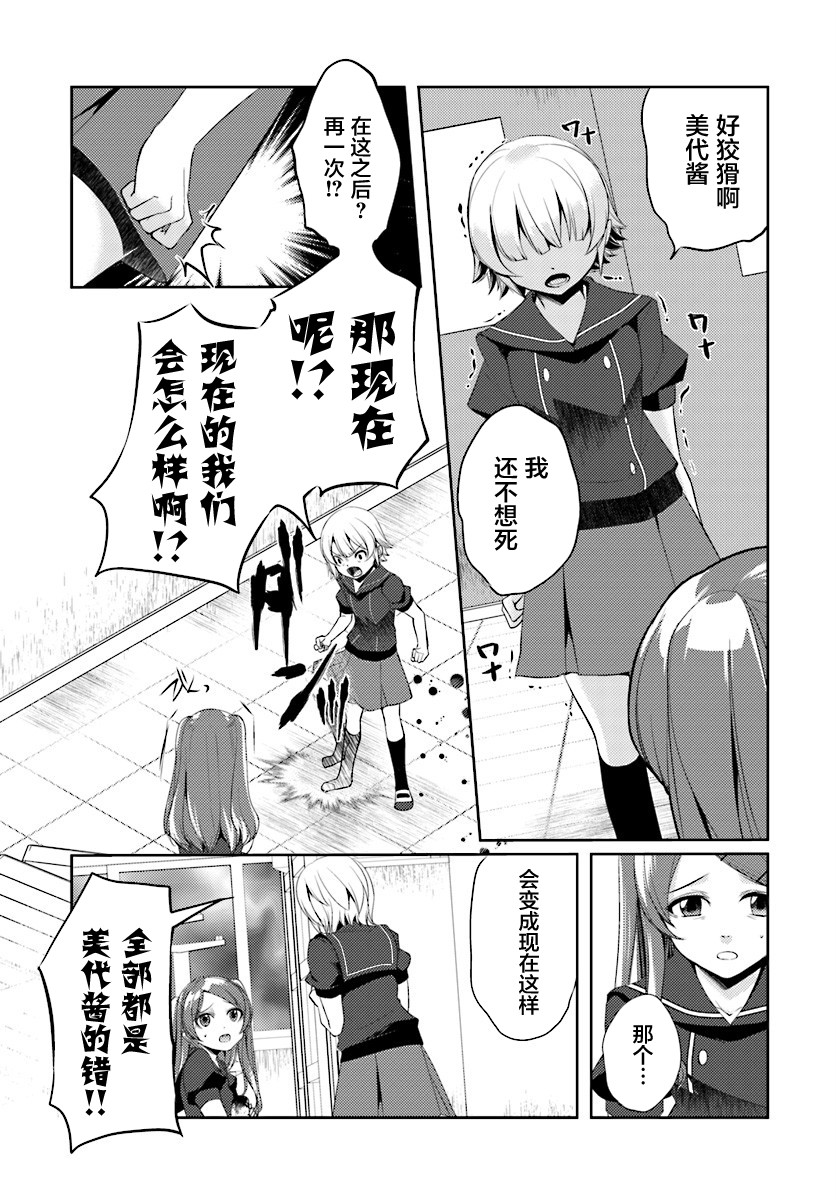 好狡猾啊
美代酱
ワナ
ワナ
ワナ
我
还不想死
在这之后?
再一次!?
那现在
呢!?
现在的我们
会怎么样啊!?
那个…
会变成现在这样
全部都是
美代酱的错!!